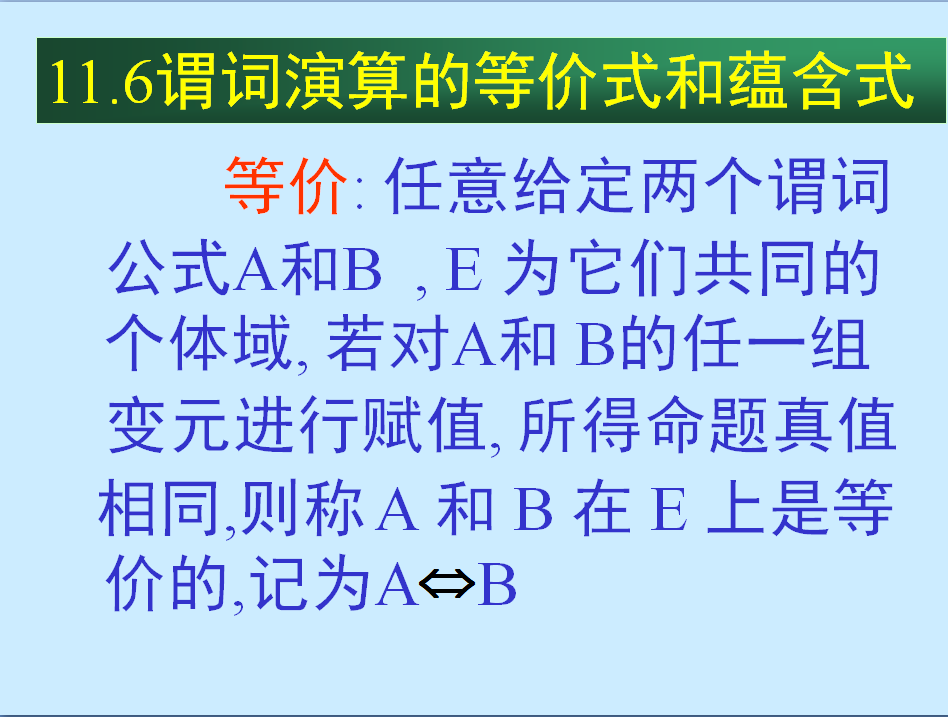 11.6谓词演算的等价式和蕴含式
等价: 任意给定两个谓词
公式A和B , E 为它们共同的
个体域, 若对A和 B的任一组
变元进行赋值, 所得命题真值
相同,则称 A 和 B 在 E 上是等
价的,记为A⇔B